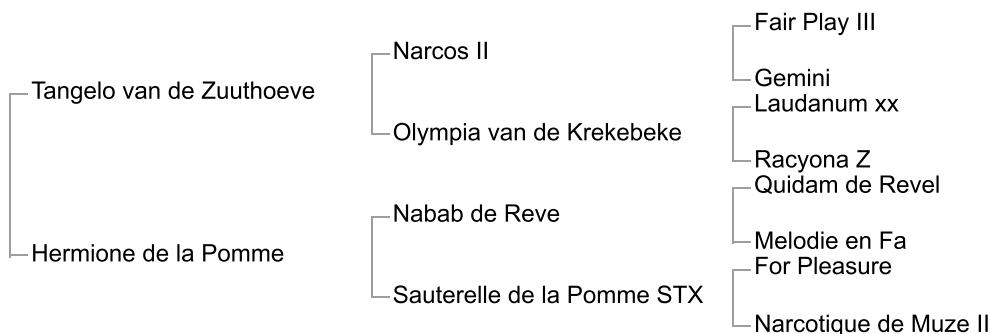 Fair Play III
Narcos II
Gemini
Tangelo van de Zuuthoeve
Laudanum xx
Olympia van de Krekebeke
Racyona Z
Quidam de Revel
Nabab de Reve
Melodie en Fa
Hermione de la Pomme
For Pleasure
Sauterelle de la Pomme STX
Narcotique de Muze II